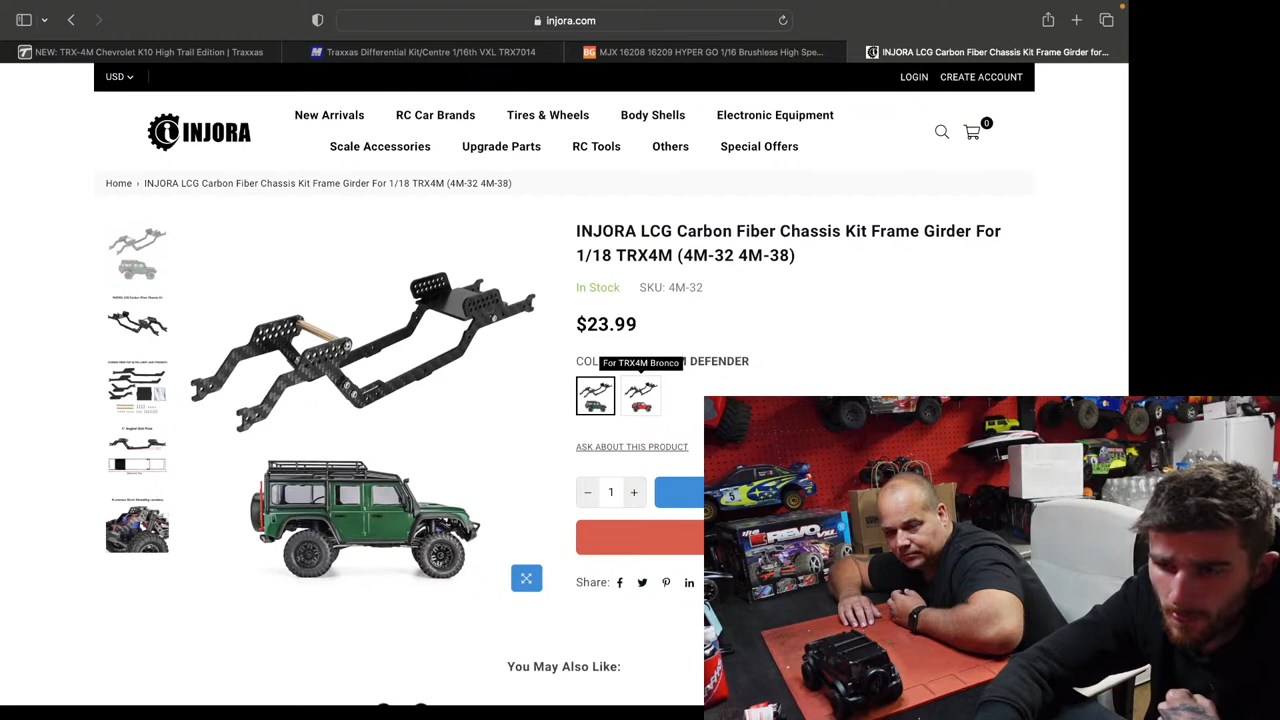 injora.com
NEW: TRX-4M Chevrolet K10 High Trail Edition | Traxxas
Traxxas Differential Kit/Centre 1/16th VXL TRX7014
MJX 16208 16209 HYPER GO 1/16 Brushless High Spe...
INJORA LCG Carbon Fiber Chassis Kit Frame Girder for...
USD
LOGIN CREATE ACCOUNT
INJORA
New Arrivals RC Car Brands Tires & Wheels Body Shells Electronic Equipment
0
Scale Accessories Upgrade Parts RC Tools Others Special Offers
Home › INJORA LCG Carbon Fiber Chassis Kit Frame Girder For 1/18 TRX4M (4M-32 4M-38)
INJORA LCG Carbon Fiber Chassis Kit Frame Girder For
1/18 TRX4M (4M-32 4M-38)
In Stock SKU: 4M-32
$23.99
COL DEFENDER
For TRX4M Bronco
ASK ABOUT THIS PRODUCT
− 1 +
Share:
You May Also Like:
5
REVO